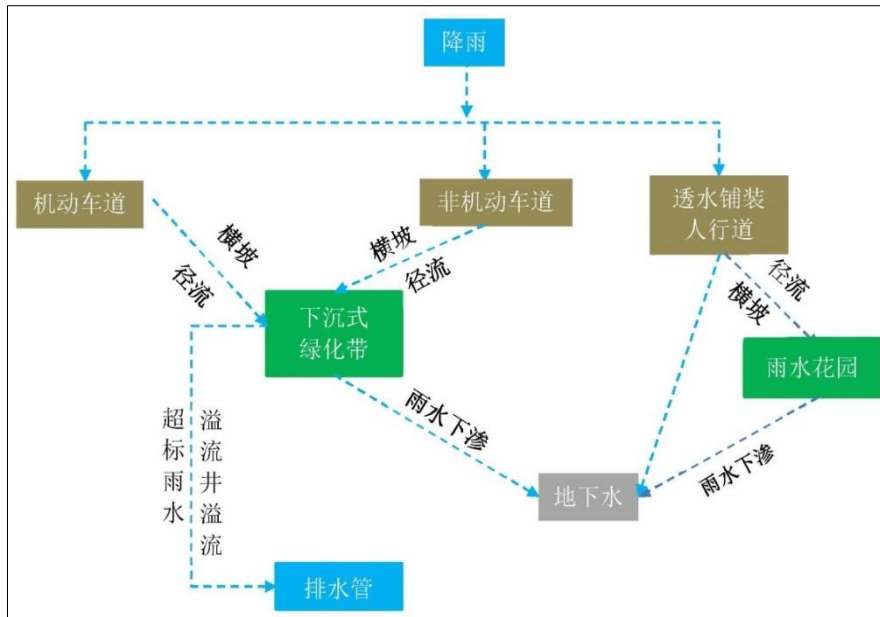 降雨
机动车道
非机动车道
透水铺装
人行道
横坡
径流
横坡
径流
径流
横坡
下沉式
绿化带
雨水花园
超标雨水
溢流井溢流
雨水下渗
雨水下渗
地下水
排水管